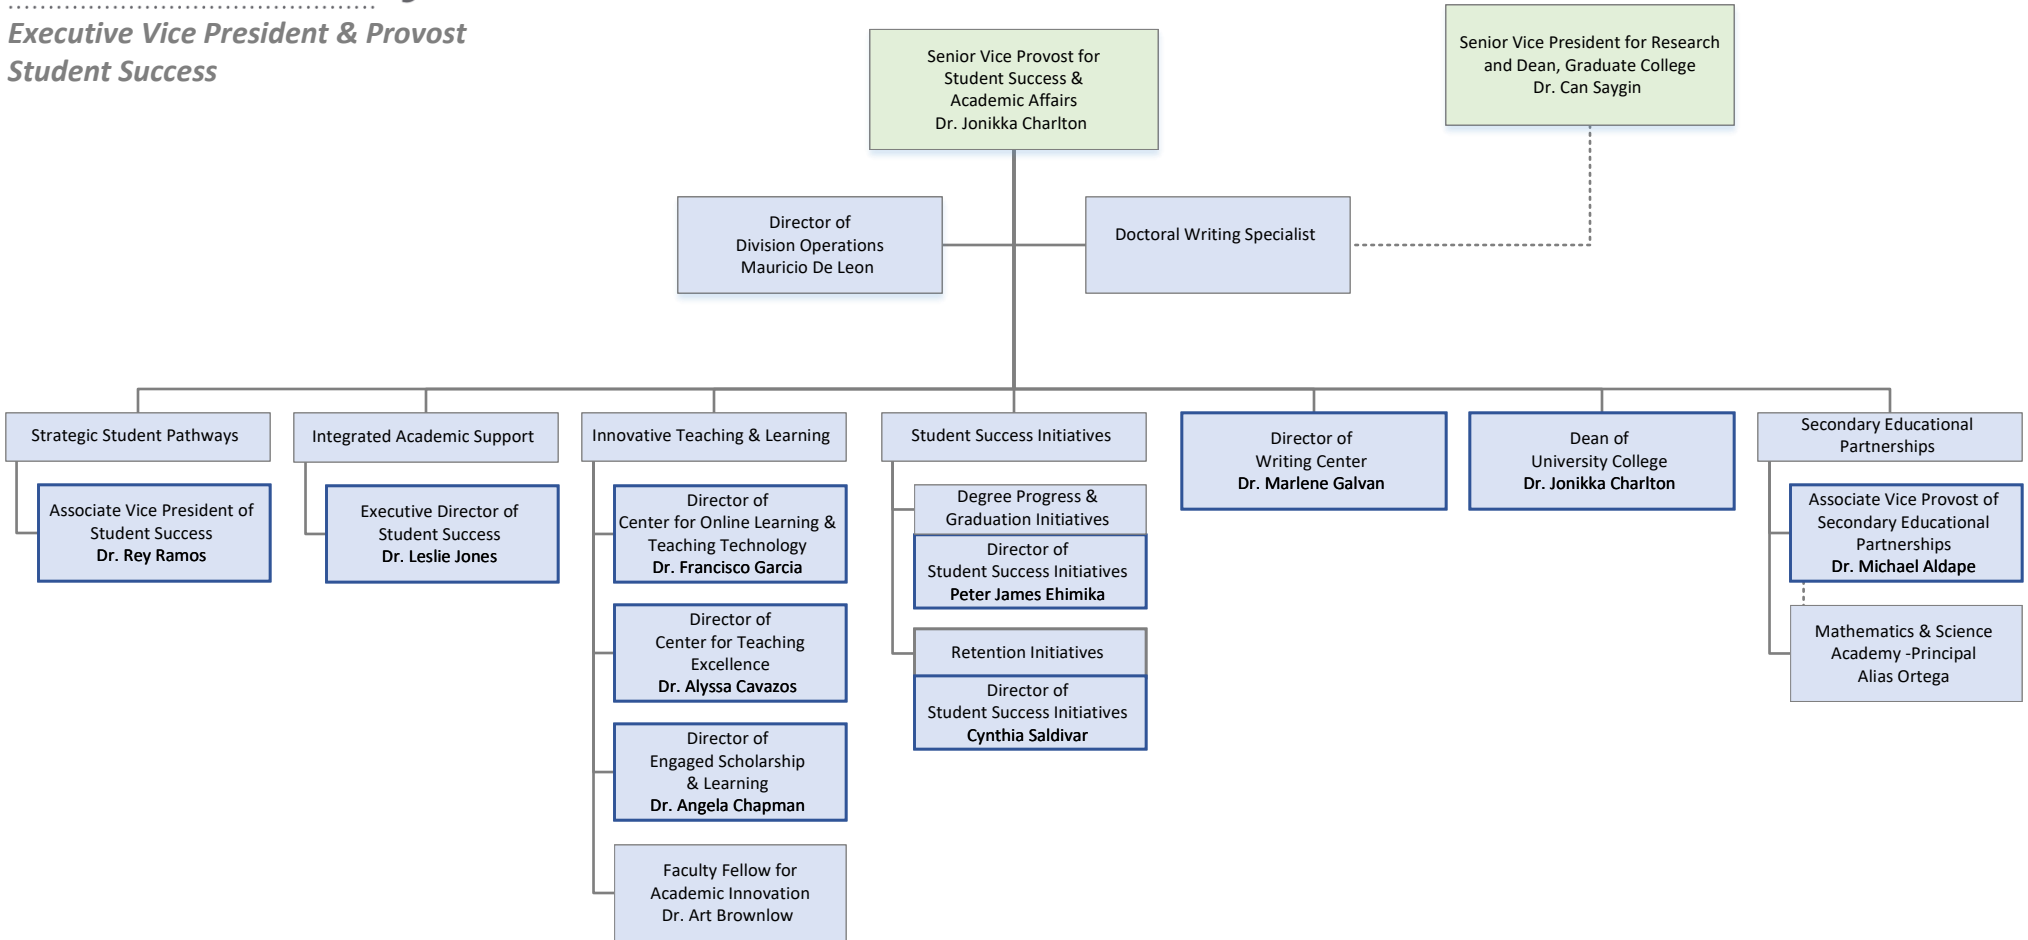 Executive Vice President & Provost
Student Success
Senior Vice Provost for
Student Success &
Academic Affairs
Dr. Jonikka Charlton
Senior Vice President for Research
and Dean, Graduate College
Dr. Can Saygin
Director of
Division Operations
Mauricio De Leon
Doctoral Writing Specialist
Strategic Student Pathways
Associate Vice President of
Student Success
Dr. Rey Ramos
Integrated Academic Support
Executive Director of
Student Success
Dr. Leslie Jones
Innovative Teaching & Learning
Director of
Center for Online Learning &
Teaching Technology
Dr. Francisco Garcia
Director of
Center for Teaching
Excellence
Dr. Alyssa Cavazos
Director of
Engaged Scholarship
& Learning
Dr. Angela Chapman
Faculty Fellow for
Academic Innovation
Dr. Art Brownlow
Student Success Initiatives
Degree Progress &
Graduation Initiatives
Director of
Student Success Initiatives
Peter James Ehimika
Retention Initiatives
Director of
Student Success Initiatives
Cynthia Saldivar
Director of
Writing Center
Dr. Marlene Galvan
Dean of
University College
Dr. Jonikka Charlton
Secondary Educational
Partnerships
Associate Vice Provost of
Secondary Educational
Partnerships
Dr. Michael Aldape
Mathematics & Science
Academy -Principal
Alias Ortega